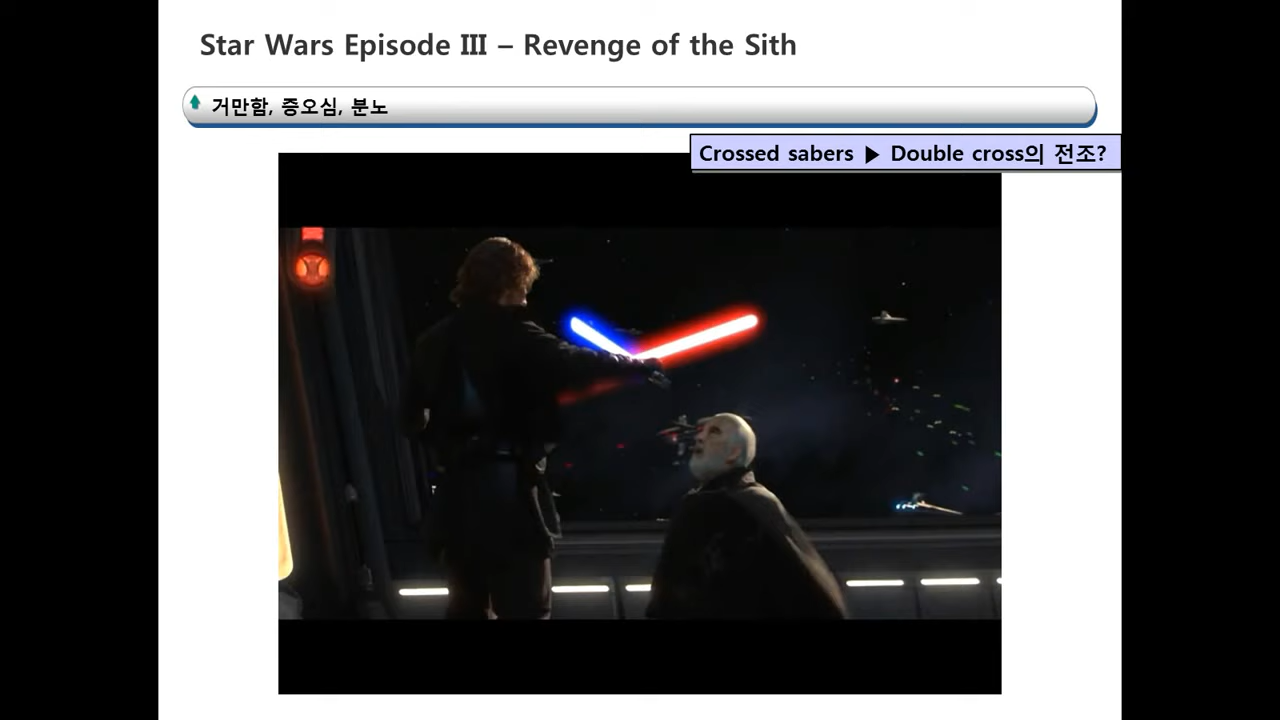 Star Wars Episode Ⅲ – Revenge of the Sith
거만함, 증오심, 분노
Crossed sabers ▶ Double cross의 전조?